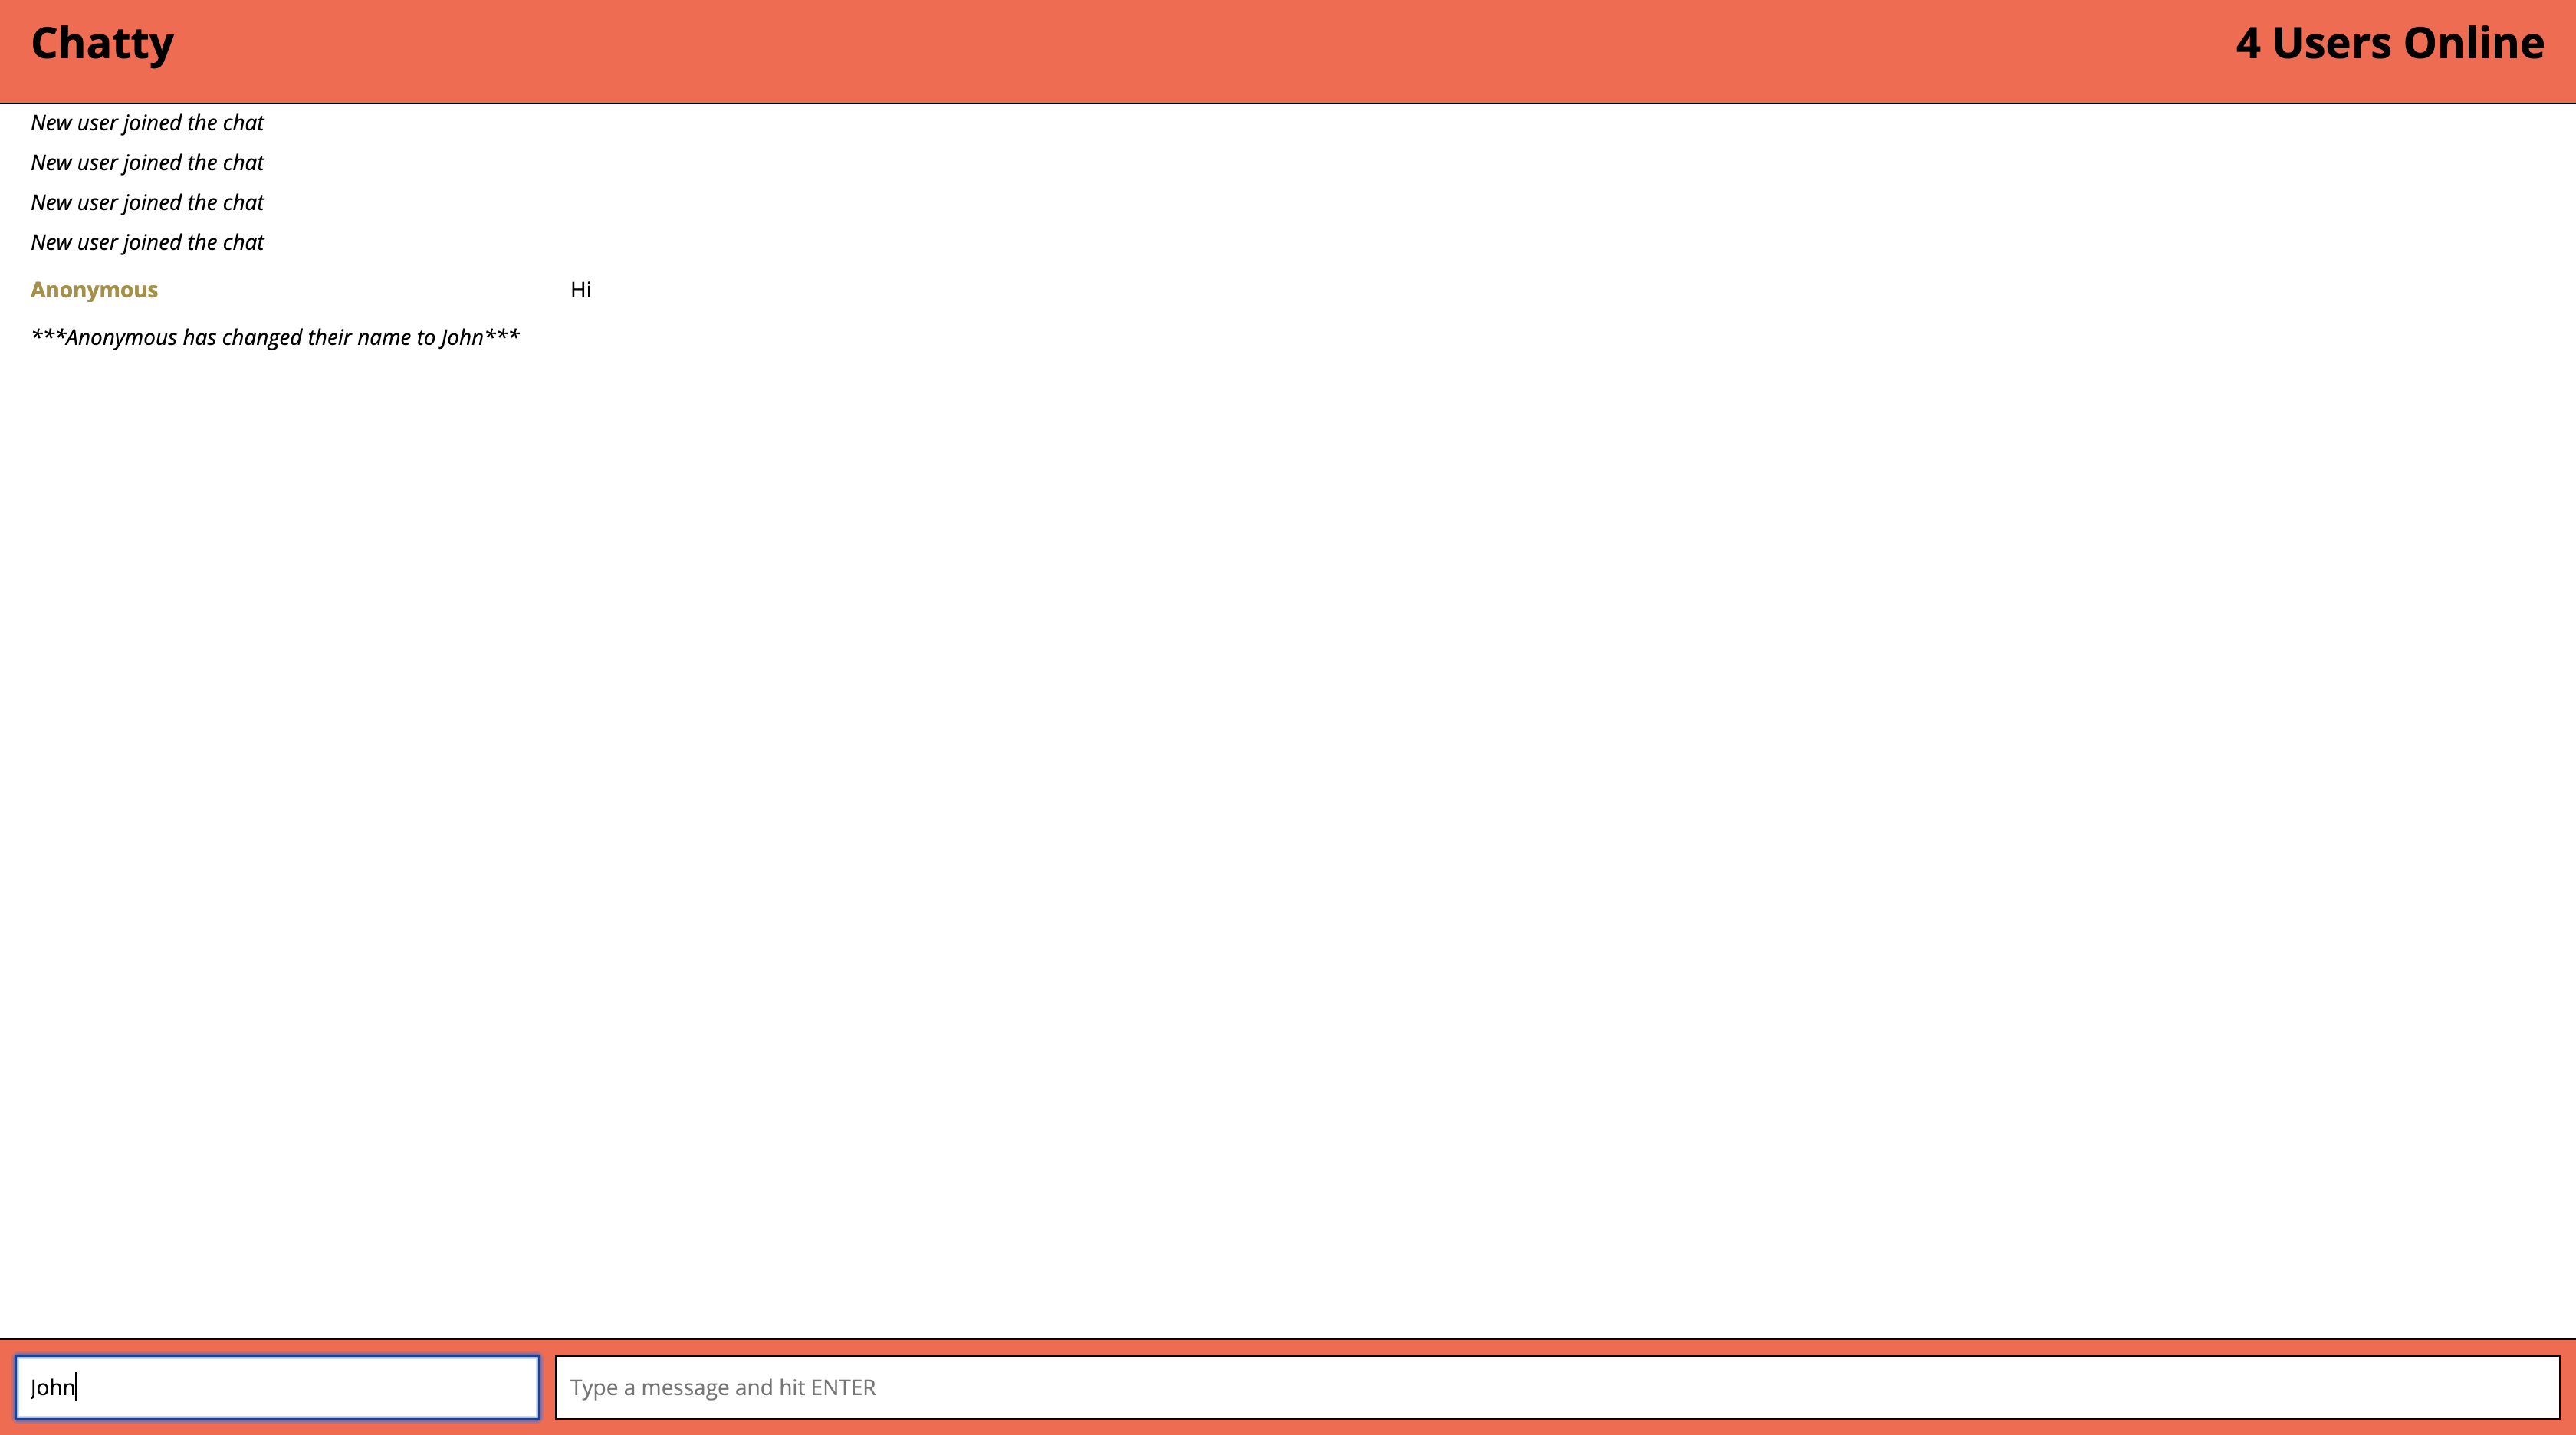 Chatty
4 Users Online
New user joined the chat
New user joined the chat
New user joined the chat
New user joined the chat
Anonymous Hi
***Anonymous has changed their name to John***
John
Type a message and hit ENTER